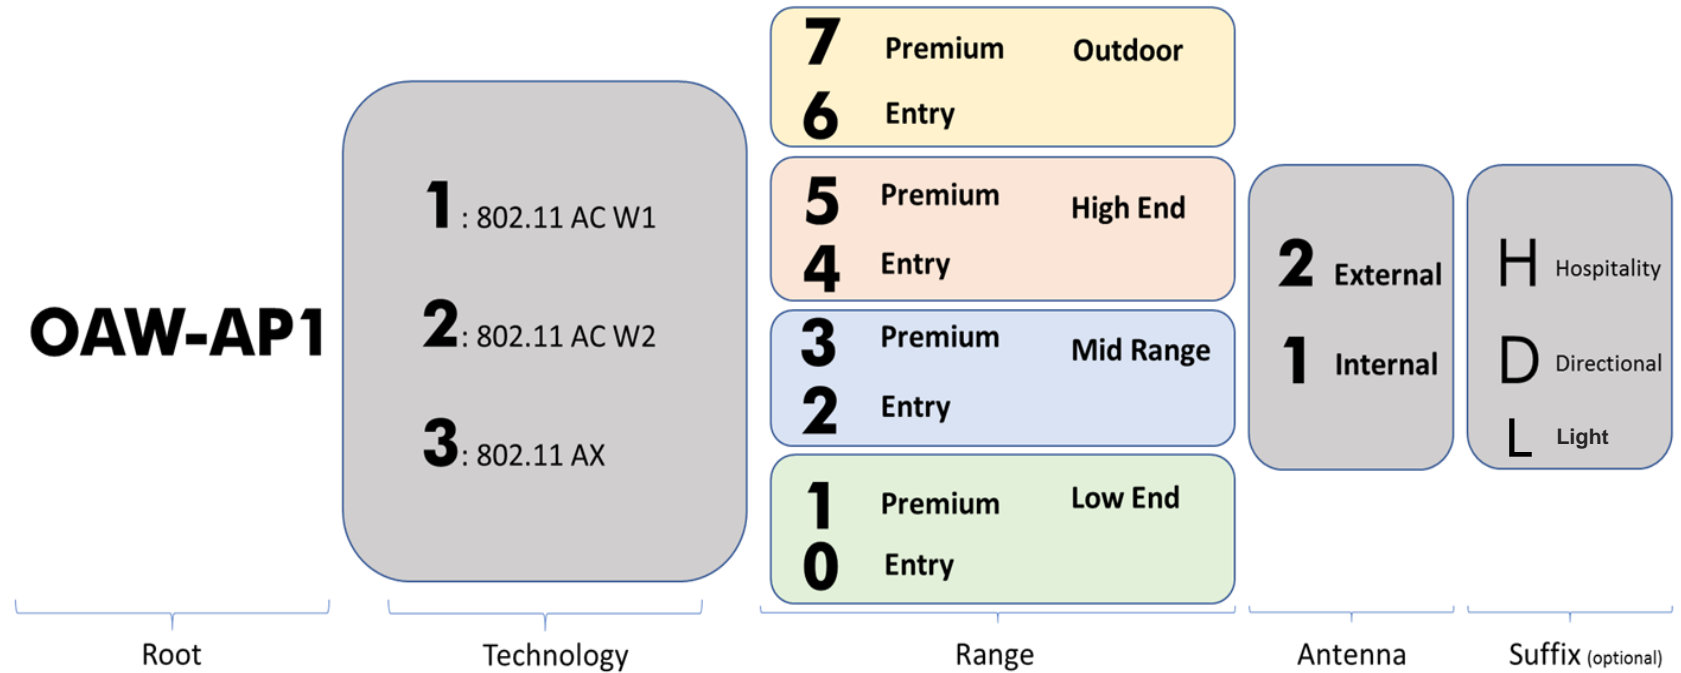 OAW-AP1
1: 802.11 AC W1
2: 802.11 AC W2
3: 802.11 AX
7 Premium Outdoor
6 Entry
5 Premium High End
4 Entry
3 Premium Mid Range
2 Entry
1 Premium Low End
0 Entry
2 External
1 Internal
H Hospitality
D Directional
L Light
Root
Technology
Range
Antenna
Suffix (optional)